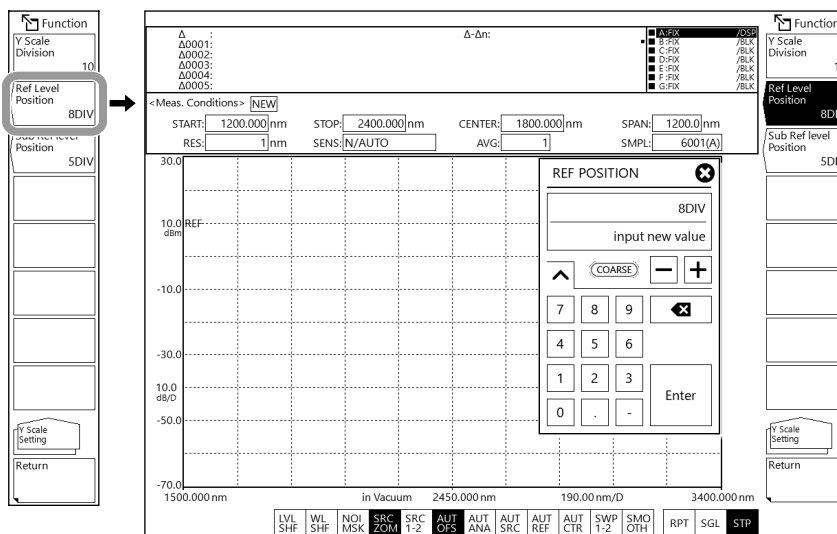 Function
Y Scale
Division
10
Ref Level
Position
8DIV
Position
5DIV
Y Scale
Setting
Return
Δ :
Δ0001:
Δ0002:
Δ0003:
Δ0004:
Δ0005:
Δ-Δn:
A:FIX /DSP
B:FIX /BLK
C:FIX /BLK
D:FIX /BLK
E:FIX /BLK
F:FIX /BLK
G:FIX /BLK
<Meas. Conditions> NEW
START: 1200.000 nm STOP: 2400.000 nm CENTER: 1800.000 nm SPAN: 1200.0 nm
RES: 1 nm SENS: N/AUTO AVG: 1 SMPL: 6001(A)
30.0
10.0 REF
dBm
-10.0
-30.0
10.0
dB/D
-50.0
-70.0
1500.000 nm in Vacuum 2450.000 nm 190.00 nm/D 3400.000 nm
REF POSITION
8DIV
input new value
COARSE
7 8 9
4 5 6
1 2 3
Enter
0 . -
LVL SHF WL SHF NOI MSK SRC ZOM SRC 1-2 AUT OFS AUT ANA AUT SRC AUT REF AUT CTR SWP 1-2 SMO OTH RPT SGL STP
Function
Y Scale
Division
1
Ref Level
Position
8DI
Sub Ref level
Position
5DI
Y Scale
Setting
Return